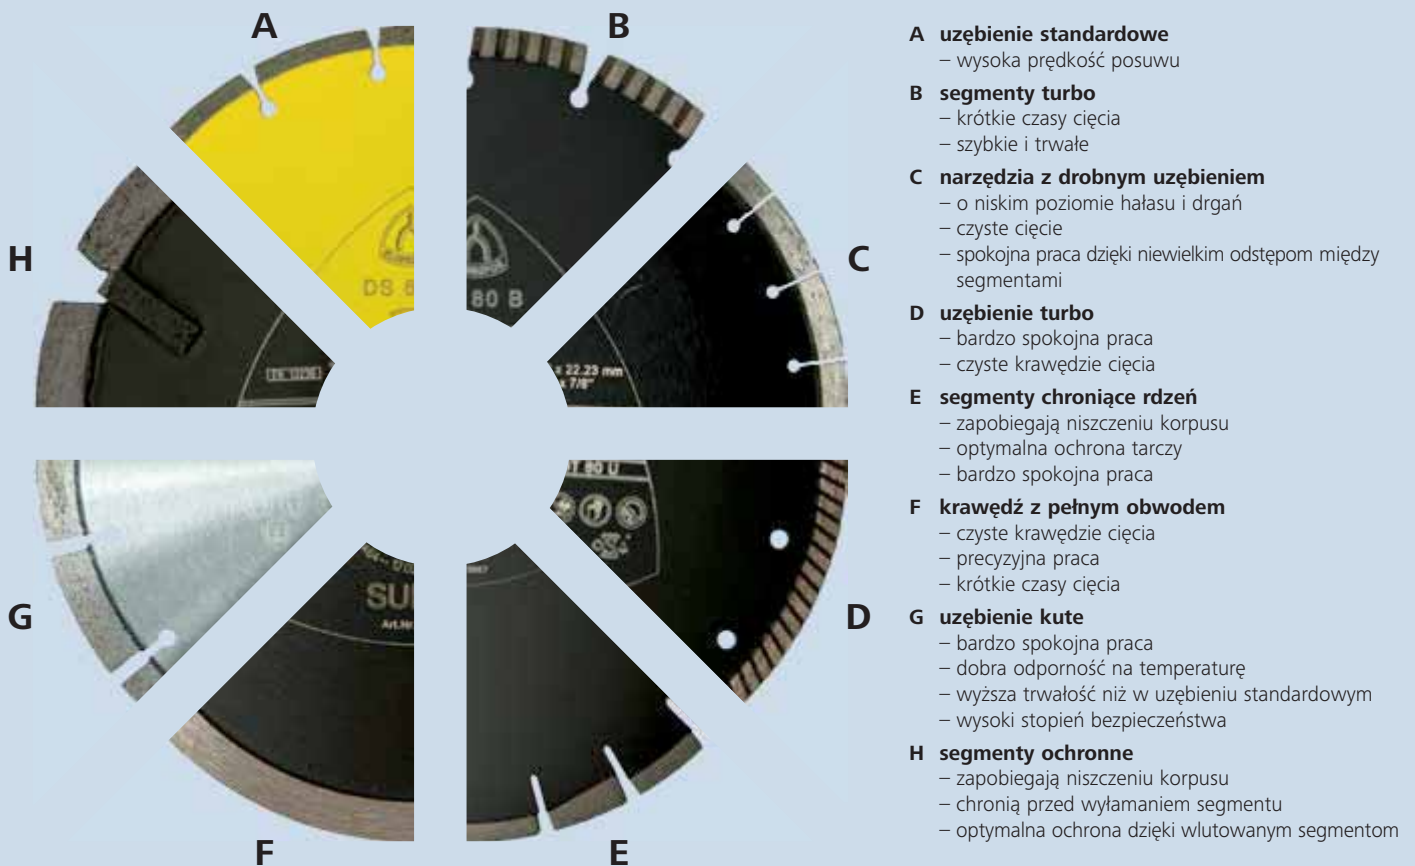 A
B
C
D
E
F
G
H
DS 6
80 B
EN 13236
x 22.23 mm
x 7/8"
80 U
SU
Art.Nr
A uzębienie standardowe
– wysoka prędkość posuwu
B segmenty turbo
– krótkie czasy cięcia
– szybkie i trwałe
C narzędzia z drobnym uzębieniem
– o niskim poziomie hałasu i drgań
– czyste cięcie
– spokojna praca dzięki niewielkim odstępom między
segmentami
D uzębienie turbo
– bardzo spokojna praca
– czyste krawędzie cięcia
E segmenty chroniące rdzeń
– zapobiegają niszczeniu korpusu
– optymalna ochrona tarczy
– bardzo spokojna praca
F krawędź z pełnym obwodem
– czyste krawędzie cięcia
– precyzyjna praca
– krótkie czasy cięcia
G uzębienie kute
– bardzo spokojna praca
– dobra odporność na temperaturę
– wyższa trwałość niż w uzębieniu standardowym
– wysoki stopień bezpieczeństwa
H segmenty ochronne
– zapobiegają niszczeniu korpusu
– chronią przed wyłamaniem segmentu
– optymalna ochrona dzięki wlutowanym segmentom